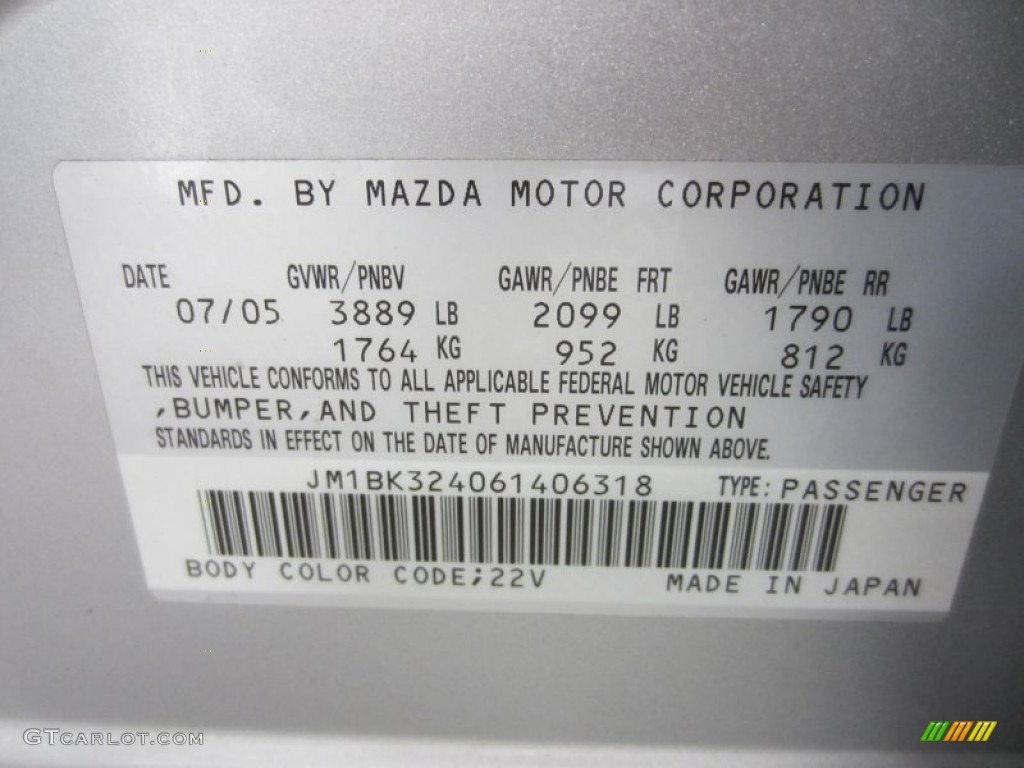 MFD. BY MAZDA MOTOR CORPORATION
DATE GVWR/PNBV GAWR/PNBE FRT GAWR/PNBE RR
07/05 3889 LB 2099 LB 1790 LB
1764 KG 952 KG 812 KG
THIS VEHICLE CONFORMS TO ALL APPLICABLE FEDERAL MOTOR VEHICLE SAFETY
,BUMPER,AND THEFT PREVENTION
STANDARDS IN EFFECT ON THE DATE OF MANUFACTURE SHOWN ABOVE.
JM1BK324061406318 TYPE: PASSENGER
BODY COLOR CODE;22V MADE IN JAPAN
GTCARLOT.COM